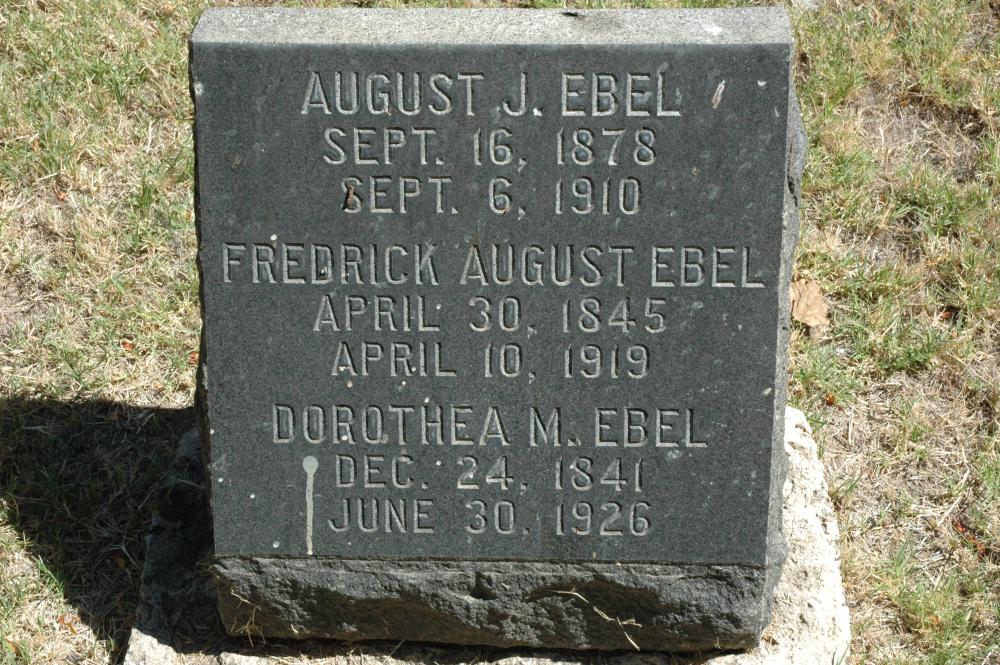 AUGUST J. EBEL
SEPT. 16, 1878
SEPT. 6, 1910
FREDRICK AUGUST EBEL
APRIL 30, 1845
APRIL 10, 1919
DOROTHEA M. EBEL
DEC. 24, 1841
JUNE 30, 1926